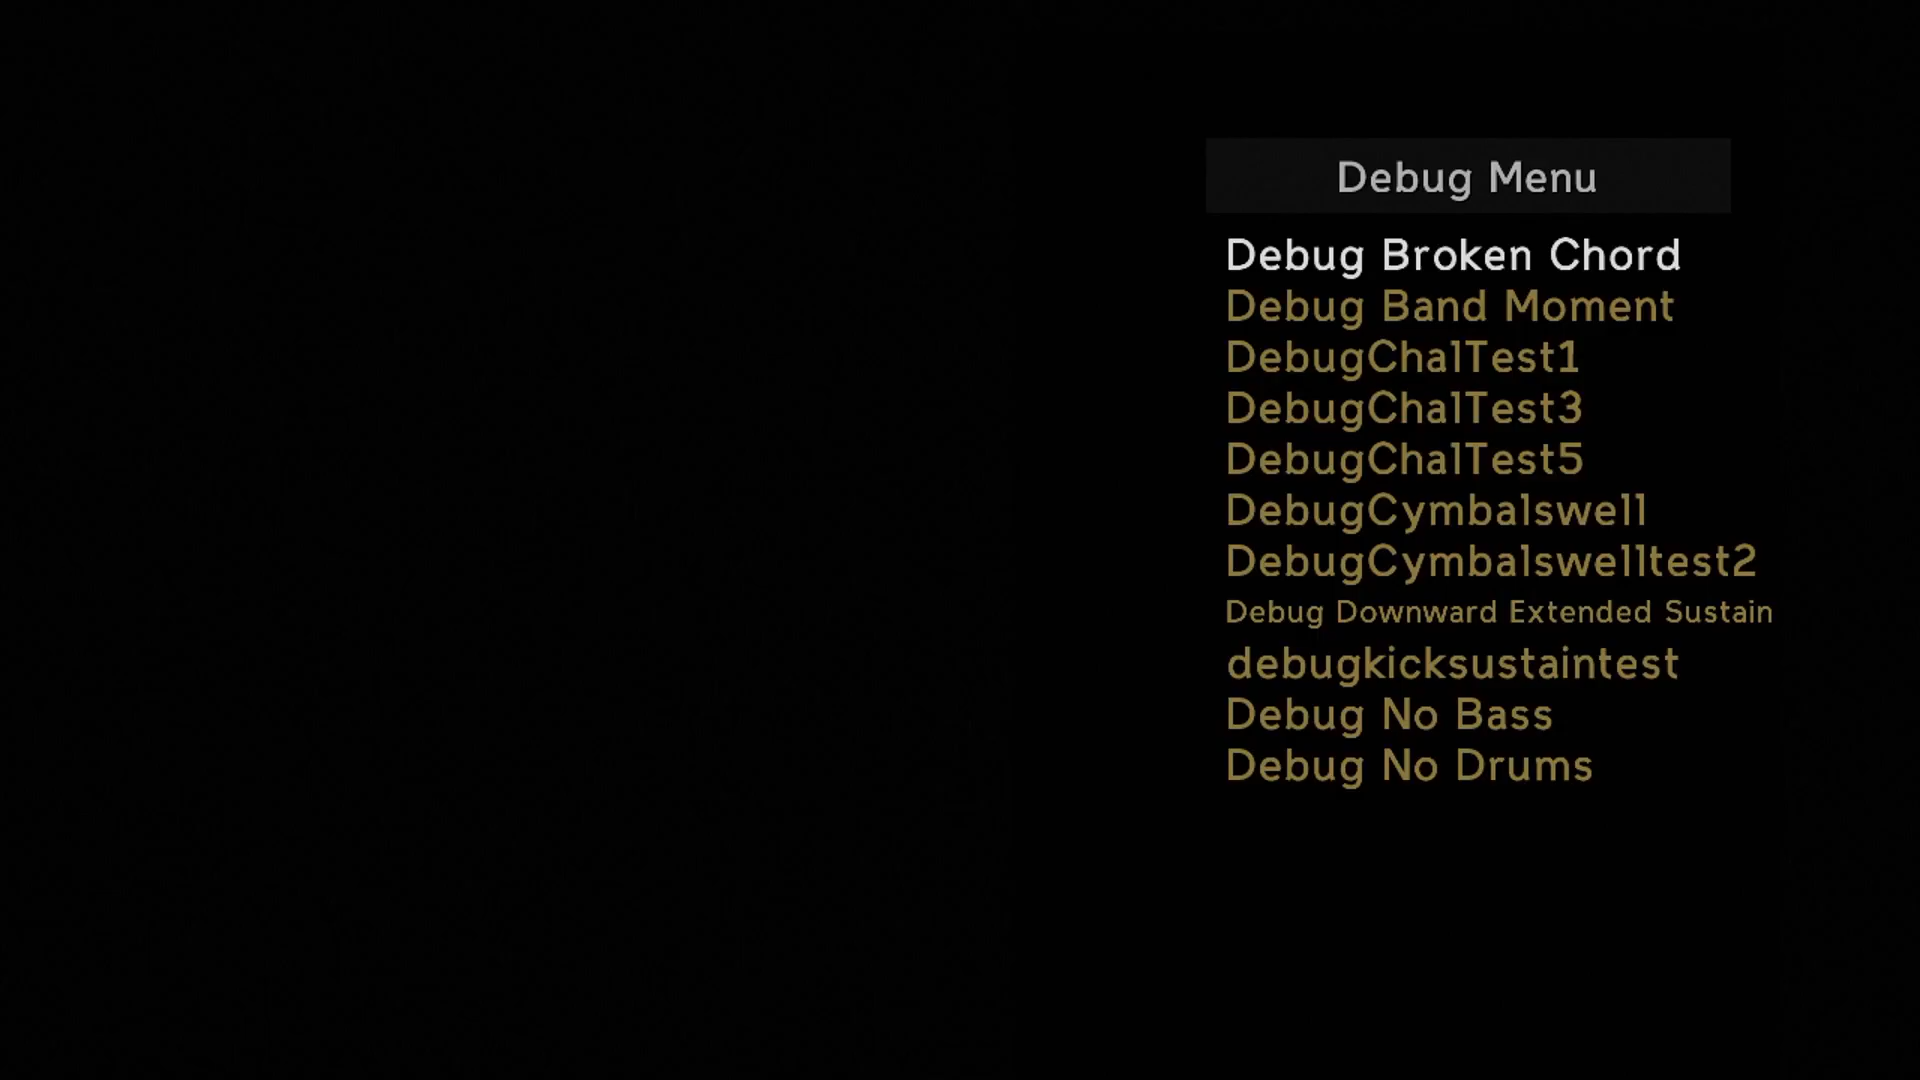 Debug Menu
Debug Broken Chord
Debug Band Moment
DebugChalTest1
DebugChalTest3
DebugChalTest5
DebugCymbalswell
DebugCymbalswelltest2
Debug Downward Extended Sustain
debugkicksustaintest
Debug No Bass
Debug No Drums